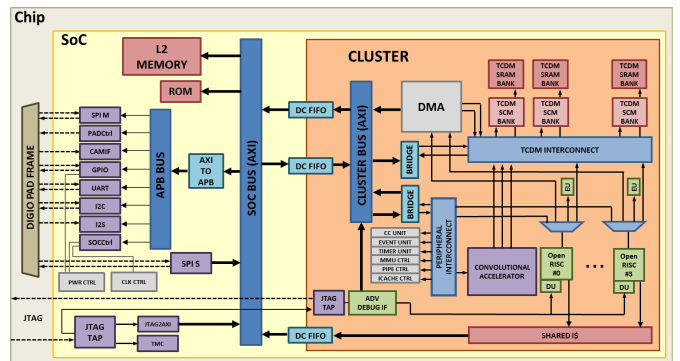 Chip
SoC
CLUSTER
L2
MEMORY
ROM
DIGIO PAD FRAME
SPI M
PADCtrl
CAMIF
GPIO
UART
I2C
I2S
SOCCtrl
APB BUS
AXI
TO
APB
SOC BUS (AXI)
PWR CTRL
CLK CTRL
SPI S
JTAG
JTAG
TAP
JTAG2AXI
TMC
DC FIFO
DC FIFO
DC FIFO
CLUSTER BUS (AXI)
DMA
BRIDGE
BRIDGE
TCDM
SRAM
BANK
TCDM
SRAM
BANK
TCDM
SRAM
BANK
TCDM
SCM
BANK
TCDM
SCM
BANK
TCDM
SCM
BANK
TCDM INTERCONNECT
CC UNIT
EVENT UNIT
TIMER UNIT
MMU CTRL
PIPE CTRL
ICACHE CTRL
PERIPHERAL
INTERCONNECT
CONVOLUTIONAL
ACCELERATOR
EU
EU
Open
RISC
#0
DU
...
Open
RISC
#3
DU
JTAG
TAP
ADV
DEBUG IF
SHARED I$